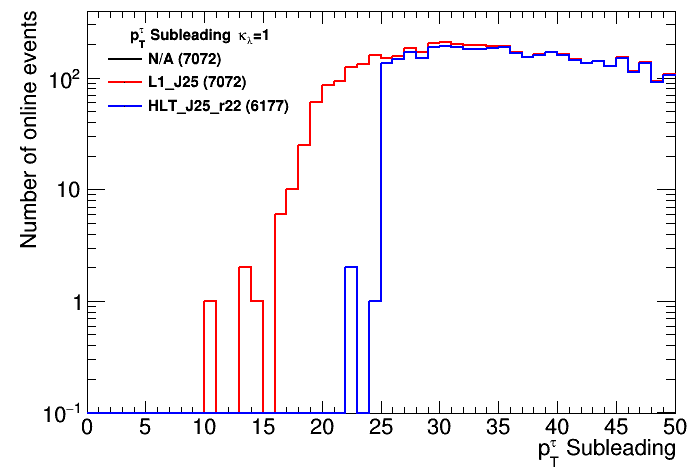 p_T^τ Subleading κ_λ=1
N/A (7072)
L1_J25 (7072)
HLT_J25_r22 (6177)
Number of online events
10²
10
1
10⁻¹
0 5 10 15 20 25 30 35 40 45 50
p_T^τ Subleading